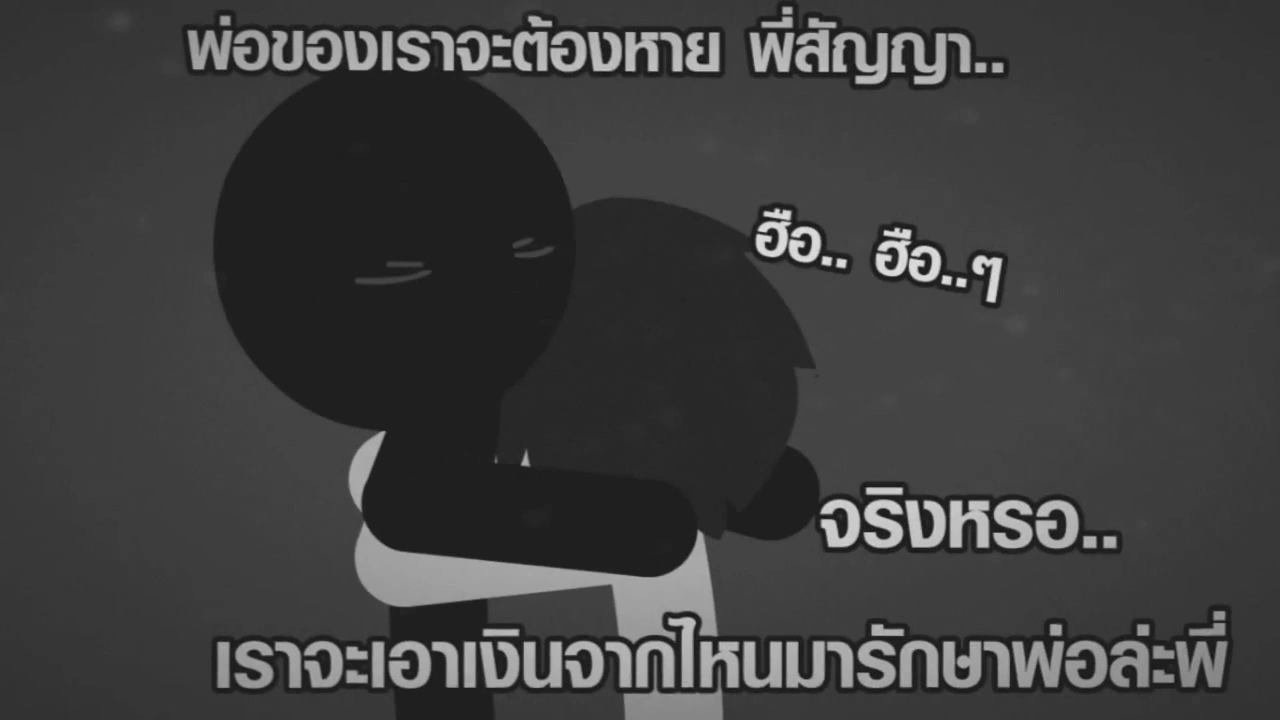 พ่อของเราจะต้องหาย พี่สัญญา..
ฮือ.. ฮือ..ๆ
จริงหรอ..
เราจะเอาเงินจากไหนมารักษาพ่อล่ะพี่